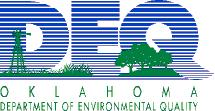 DEQ
OKLAHOMA
DEPARTMENT OF ENVIRONMENTAL QUALITY